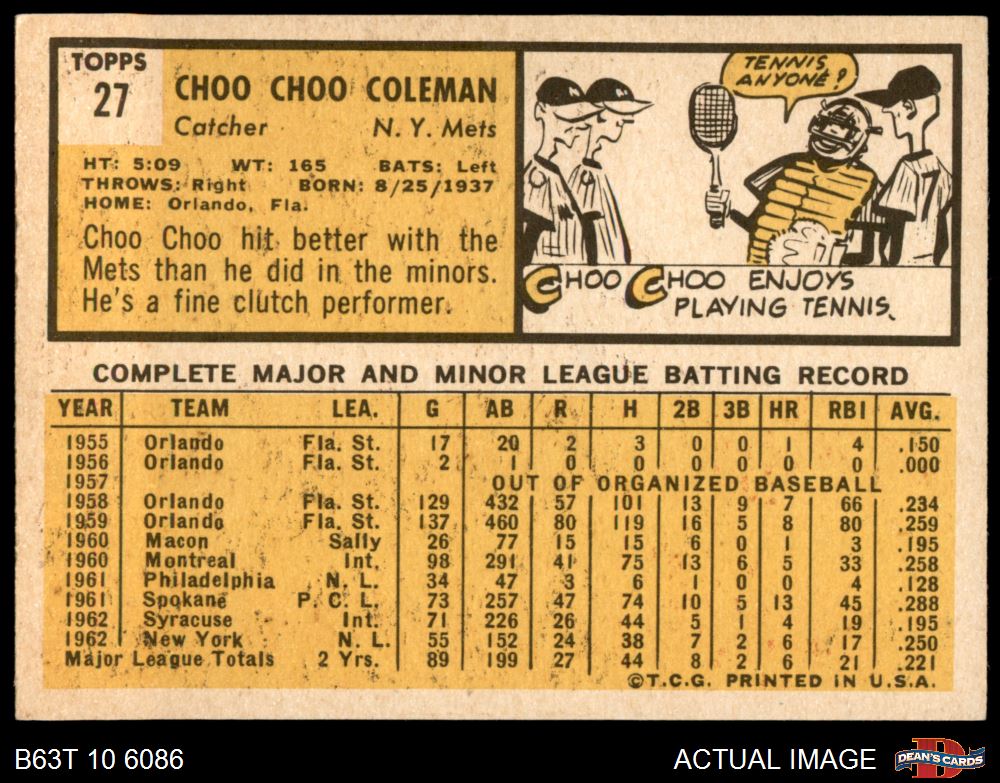 TOPPS
27
CHOO CHOO COLEMAN
Catcher N. Y. Mets
HT: 5:09 WT: 165 BATS: Left
THROWS: Right BORN: 8/25/1937
HOME: Orlando, Fla.
Choo Choo hit better with the
Mets than he did in the minors.
He's a fine clutch performer.
TENNIS,
ANYONE?
CHOO CHOO ENJOYS
PLAYING TENNIS.
COMPLETE MAJOR AND MINOR LEAGUE BATTING RECORD
YEAR TEAM LEA. G AB R H 2B 3B HR RBI AVG.
1955 Orlando Fla. St. 17 20 2 3 0 0 1 4 .150
1956 Orlando Fla. St. 2 1 0 0 0 0 0 0 .000
1957 OUT OF ORGANIZED BASEBALL
1958 Orlando Fla. St. 129 432 57 101 13 9 7 66 .234
1959 Orlando Fla. St. 137 460 80 119 16 5 8 80 .259
1960 Macon Sally 26 77 15 15 6 0 1 3 .195
1960 Montreal Int. 98 291 41 75 13 6 5 33 .258
1961 Philadelphia N. L. 34 47 3 6 1 0 0 4 .128
1961 Spokane P. C. L. 73 257 47 74 10 5 13 45 .288
1962 Syracuse Int. 71 226 26 44 5 1 4 19 .195
1962 New York N. L. 55 152 24 38 7 2 6 17 .250
Major League Totals 2 Yrs. 89 199 27 44 8 2 6 21 .221
©T.C.G. PRINTED IN U.S.A.
B63T 10 6086 ACTUAL IMAGE
D
DEAN'S CARDS